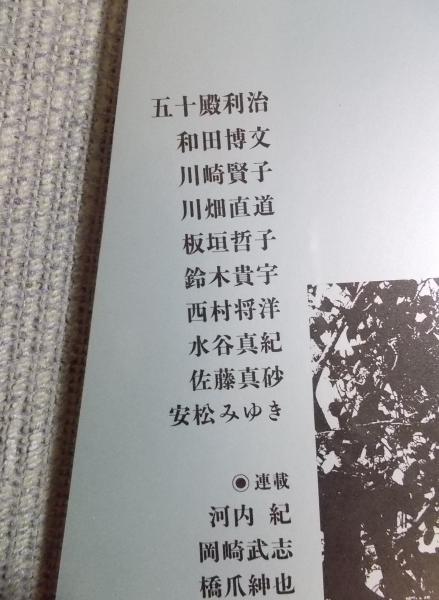 五十殿利治
和田博文
川崎賢子
川畑直道
板垣哲子
鈴木貴宇
西村将洋
水谷真紀
佐藤真砂
安松みゆき
◉連載
河内 紀
岡崎武志
橋爪紳也